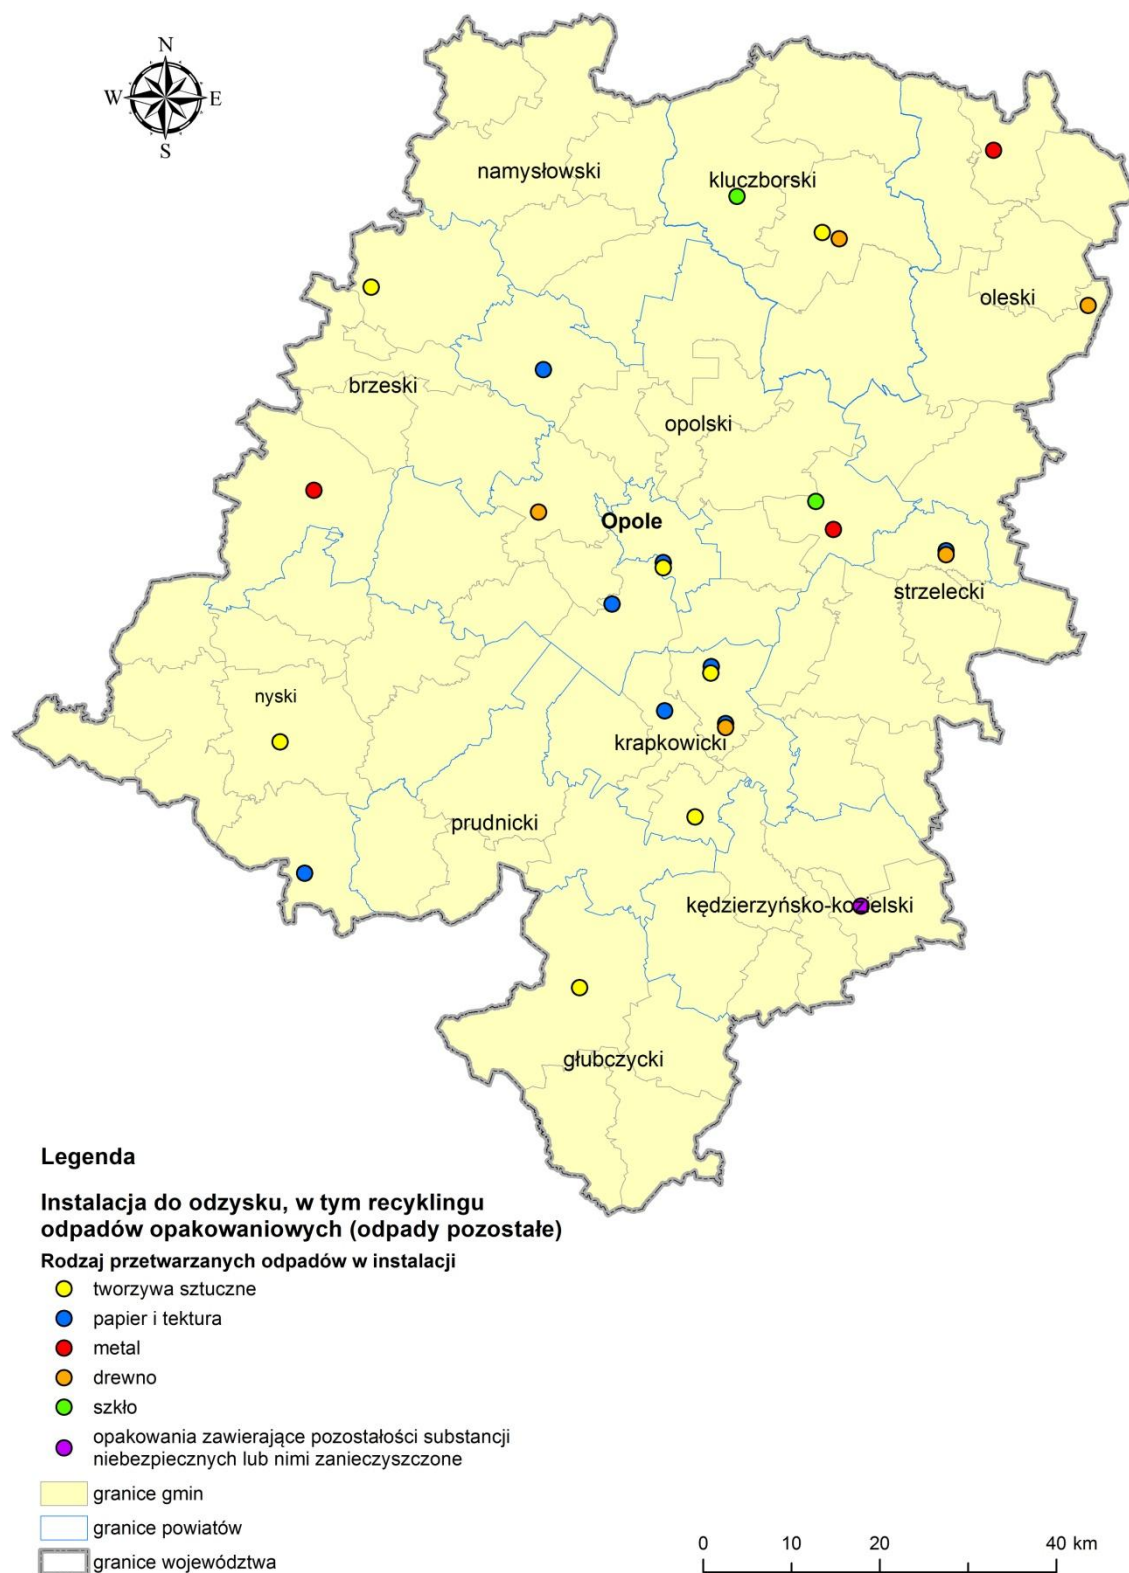 N
W E
S
namysłowski
kluczborski
oleski
brzeski
opolski
Opole
strzelecki
nyski
krapkowicki
prudnicki
kędzierzyńsko-kozielski
głubczycki
Legenda
Instalacja do odzysku, w tym recyklingu
odpadów opakowaniowych (odpady pozostałe)
Rodzaj przetwarzanych odpadów w instalacji
tworzywa sztuczne
papier i tektura
metal
drewno
szkło
opakowania zawierające pozostałości substancji
niebezpiecznych lub nimi zanieczyszczone
granice gmin
granice powiatów
granice województwa
0 20 40 km